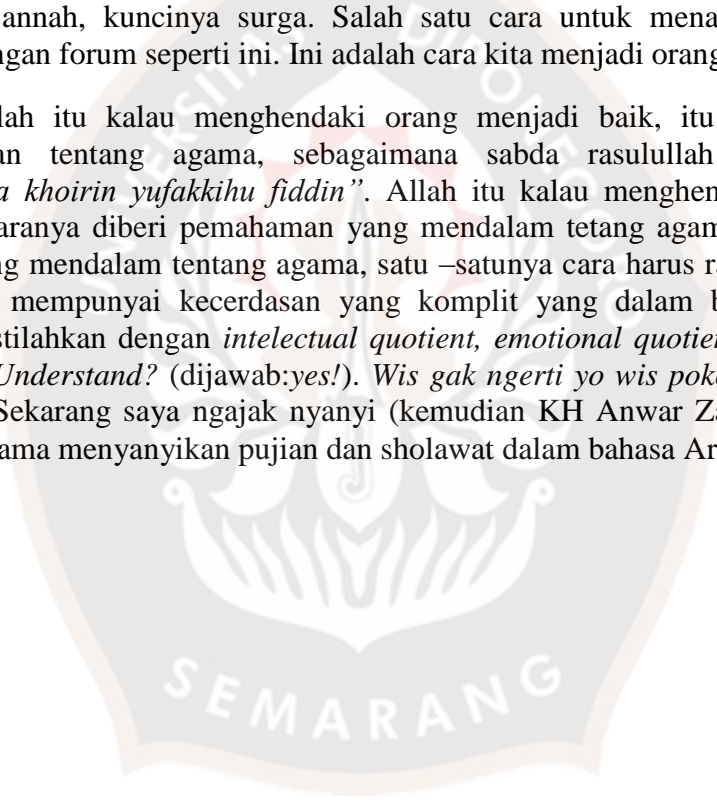 annah, kuncinya surga. Salah satu cara untuk mena
ngan forum seperti ini. Ini adalah cara kita menjadi orang
lah itu kalau menghendaki orang menjadi baik, itu
an tentang agama, sebagaimana sabda rasulullah
a khoirin yufakkihu fiddin”. Allah itu kalau menghen
aranya diberi pemahaman yang mendalam tetang agam
ng mendalam tentang agama, satu –satunya cara harus ra
mempunyai kecerdasan yang komplit yang dalam b
stilahkan dengan intelectual quotient, emotional quotien
Understand? (dijawab:yes!). Wis gak ngerti yo wis poka
Sekarang saya ngajak nyanyi (kemudian KH Anwar Za
ama menyanyikan pujian dan sholawat dalam bahasa Ar
UNIVERSITAS DIPONEGORO
SEMARANG